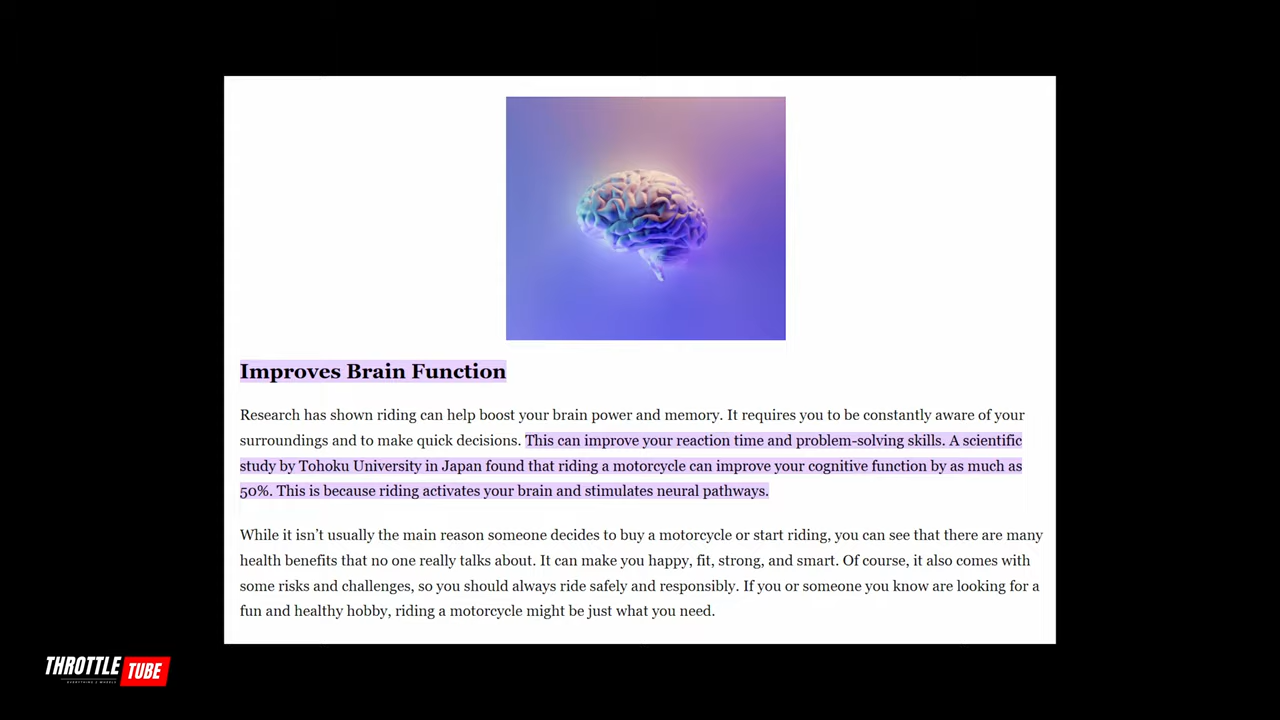 Improves Brain Function
Research has shown riding can help boost your brain power and memory. It requires you to be constantly aware of your
surroundings and to make quick decisions. This can improve your reaction time and problem-solving skills. A scientific
study by Tohoku University in Japan found that riding a motorcycle can improve your cognitive function by as much as
50%. This is because riding activates your brain and stimulates neural pathways.
While it isn’t usually the main reason someone decides to buy a motorcycle or start riding, you can see that there are many
health benefits that no one really talks about. It can make you happy, fit, strong, and smart. Of course, it also comes with
some risks and challenges, so you should always ride safely and responsibly. If you or someone you know are looking for a
fun and healthy hobby, riding a motorcycle might be just what you need.
THROTTLE TUBE